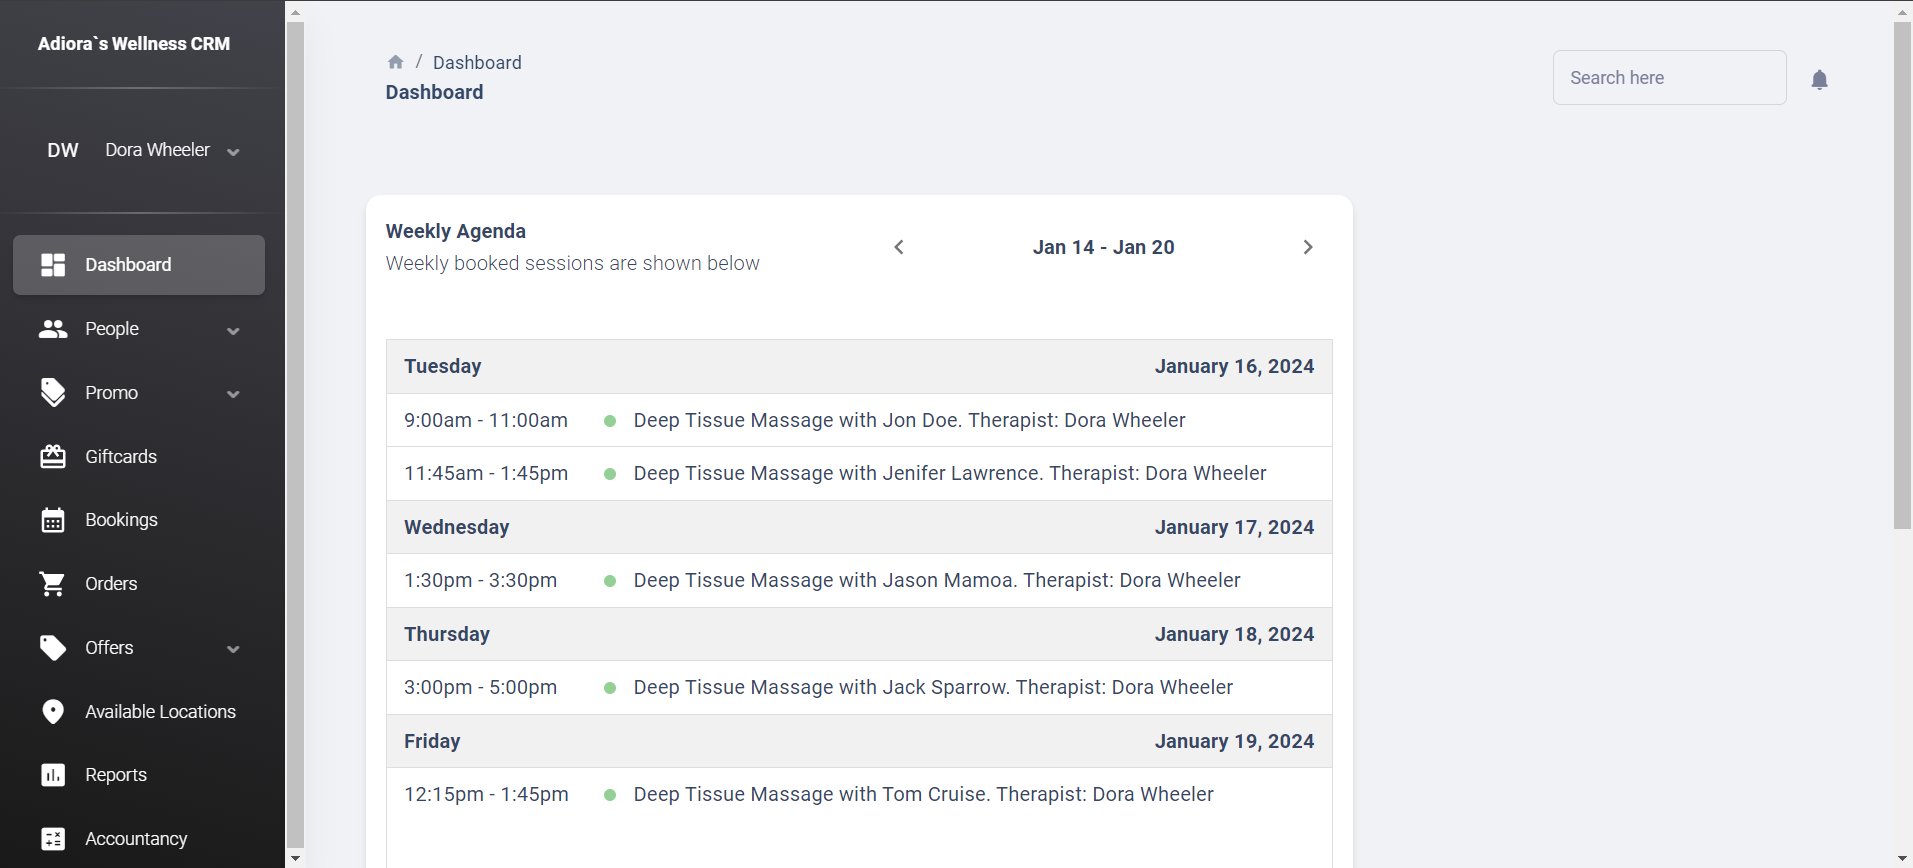 Adiora`s Wellness CRM
DW Dora Wheeler
Dashboard
People
Promo
Giftcards
Bookings
Orders
Offers
Available Locations
Reports
Accountancy
/ Dashboard
Dashboard
Search here
Weekly Agenda
Weekly booked sessions are shown below
Jan 14 - Jan 20
Tuesday January 16, 2024
9:00am - 11:00am Deep Tissue Massage with Jon Doe. Therapist: Dora Wheeler
11:45am - 1:45pm Deep Tissue Massage with Jenifer Lawrence. Therapist: Dora Wheeler
Wednesday January 17, 2024
1:30pm - 3:30pm Deep Tissue Massage with Jason Mamoa. Therapist: Dora Wheeler
Thursday January 18, 2024
3:00pm - 5:00pm Deep Tissue Massage with Jack Sparrow. Therapist: Dora Wheeler
Friday January 19, 2024
12:15pm - 1:45pm Deep Tissue Massage with Tom Cruise. Therapist: Dora Wheeler